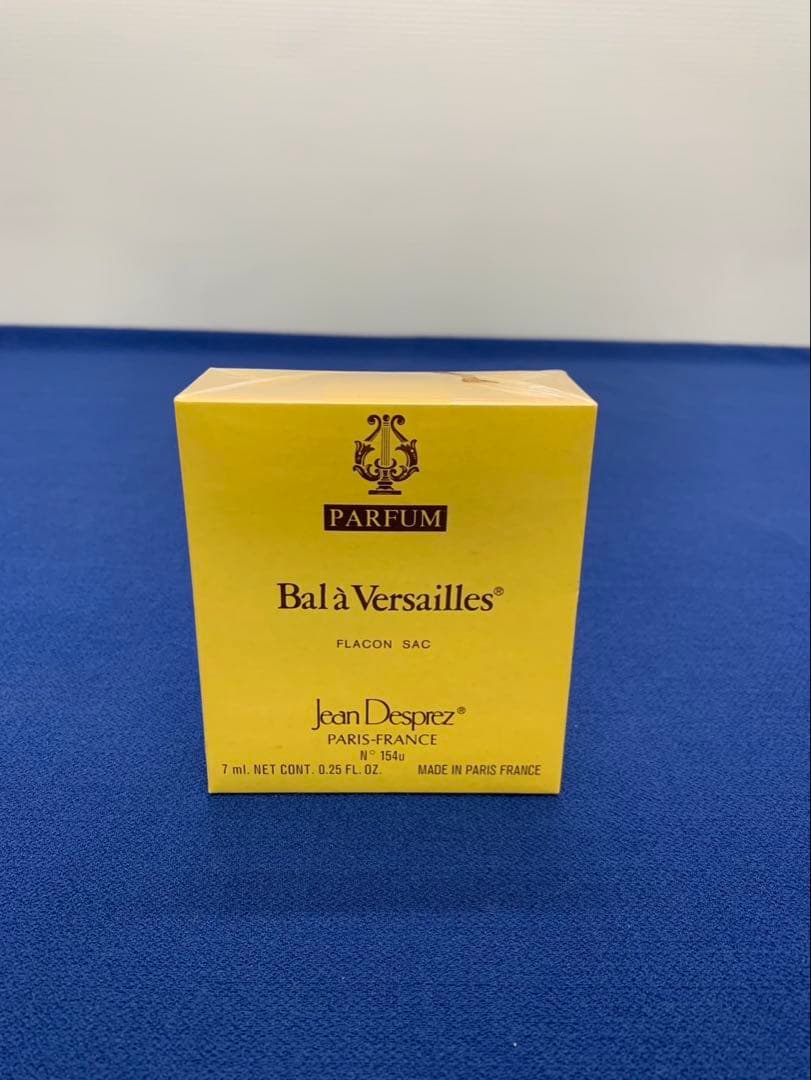 PARFUM
Bal à Versailles®
FLACON SAC
Jean Desprez®
PARIS-FRANCE
N° 154u
7 ml. NET CONT. 0.25 FL. OZ. MADE IN PARIS FRANCE